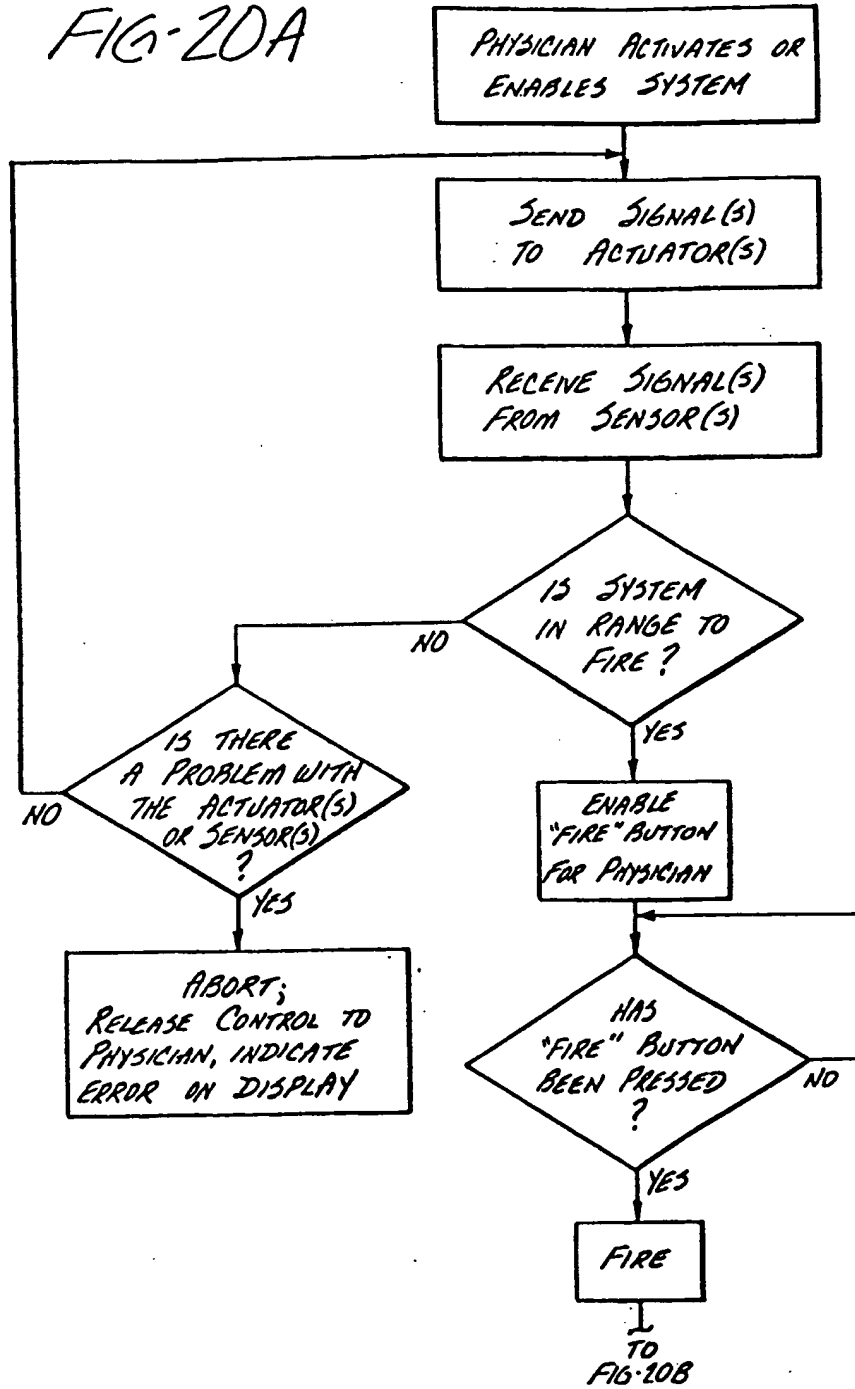 FIG-20A
PHYSICIAN ACTIVATES OR
ENABLES SYSTEM
SEND SIGNAL(S)
TO ACTUATOR(S)
RECEIVE SIGNAL(S)
FROM SENSOR(S)
IS SYSTEM
IN RANGE TO
FIRE?
NO
YES
IS THERE
A PROBLEM WITH
THE ACTUATOR(S)
OR SENSOR(S)
?
NO
YES
ABORT;
RELEASE CONTROL TO
PHYSICIAN, INDICATE
ERROR ON DISPLAY
ENABLE
"FIRE" BUTTON
FOR PHYSICIAN
HAS
"FIRE" BUTTON
BEEN PRESSED
?
NO
YES
FIRE
TO
FIG-20B